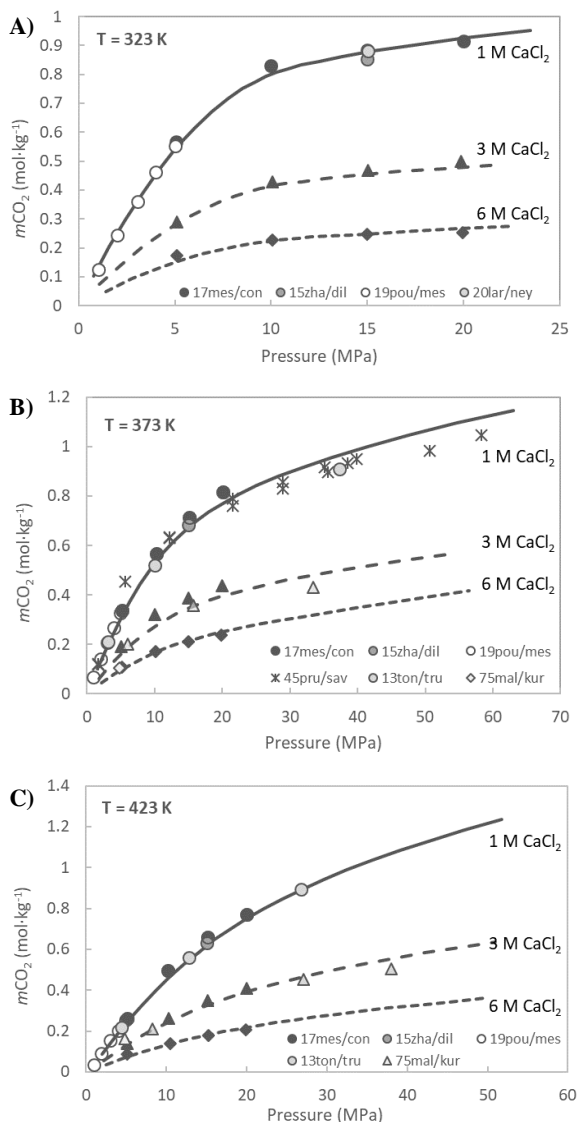 A)
T = 323 K
1
0.9
0.8
0.7
0.6
0.5
0.4
0.3
0.2
0.1
0
mCO₂ (mol·kg⁻¹)
1 M CaCl₂
3 M CaCl₂
6 M CaCl₂
17mes/con 15zha/dil 19pou/mes 20lar/ney
0 5 10 15 20 25
Pressure (MPa)
B)
T = 373 K
1.2
1
0.8
0.6
0.4
0.2
0
mCO₂ (mol·kg⁻¹)
1 M CaCl₂
3 M CaCl₂
6 M CaCl₂
17mes/con 15zha/dil 19pou/mes
45pru/sav 13ton/tru 75mal/kur
0 10 20 30 40 50 60 70
Pressure (MPa)
C)
T = 423 K
1.4
1.2
1
0.8
0.6
0.4
0.2
0
mCO₂ (mol·kg⁻¹)
1 M CaCl₂
3 M CaCl₂
6 M CaCl₂
17mes/con 15zha/dil 19pou/mes
13ton/tru 75mal/kur
0 10 20 30 40 50 60
Pressure (MPa)